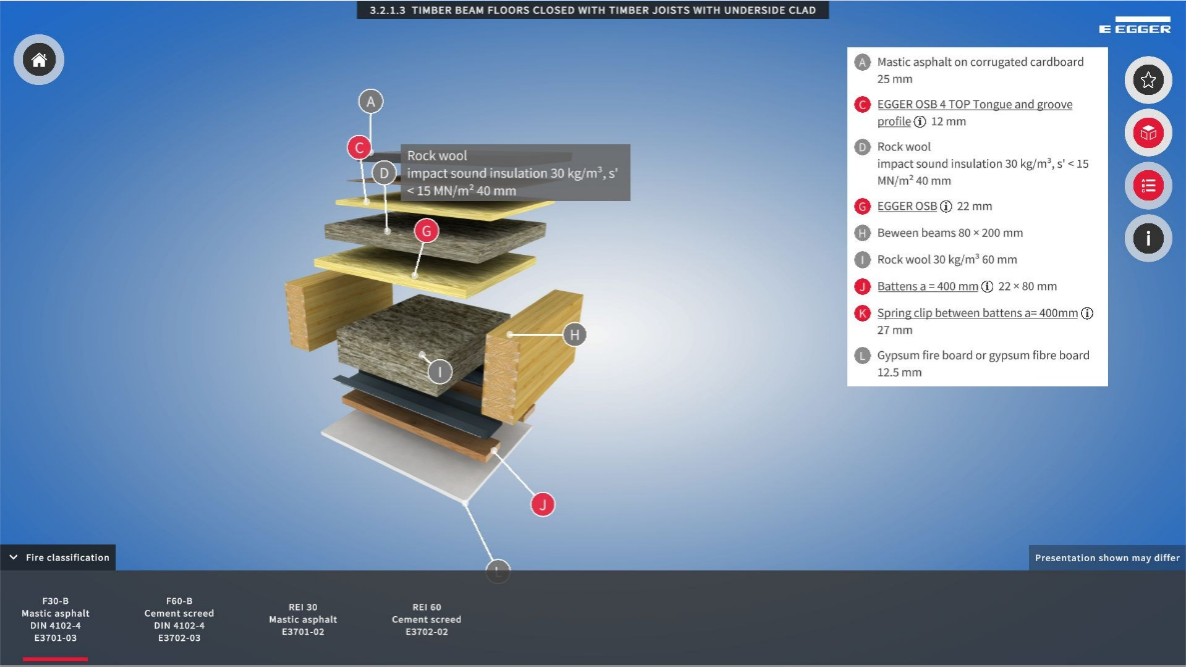 3.2.1.3 TIMBER BEAM FLOORS CLOSED WITH TIMBER JOISTS WITH UNDERSIDE CLAD
E EGGER
A Mastic asphalt on corrugated cardboard
25 mm
C EGGER OSB 4 TOP Tongue and groove
profile i 12 mm
D Rock wool
impact sound insulation 30 kg/m³, s' < 15
MN/m² 40 mm
G EGGER OSB i 22 mm
H Beween beams 80 × 200 mm
I Rock wool 30 kg/m³ 60 mm
J Battens a = 400 mm i 22 × 80 mm
K Spring clip between battens a= 400mm i
27 mm
L Gypsum fire board or gypsum fibre board
12.5 mm
i
A
C
D
Rock wool
impact sound insulation 30 kg/m³, s'
< 15 MN/m² 40 mm
G
H
I
J
L
Fire classification
Presentation shown may differ
F30-B
Mastic asphalt
DIN 4102-4
E3701-03
F60-B
Cement screed
DIN 4102-4
E3702-03
REI 30
Mastic asphalt
E3701-02
REI 60
Cement screed
E3702-02